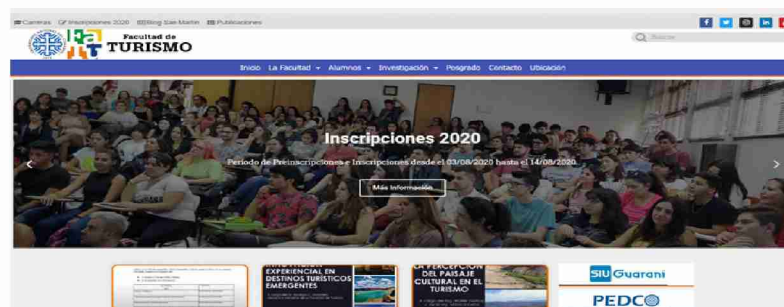 Carreras Inscripciones 2020 Blog San Martin Publicaciones
Facultad de
TURISMO
Buscar
Inicio La Facultad Alumnos Investigación Posgrado Contacto Ubicación
Inscripciones 2020
Periodo de Preinscripciones e Inscripciones desde el 03/08/2020 hasta el 14/08/2020
Más Información
EXPERIENCIAL EN
DESTINOS TURÍSTICOS
EMERGENTES
LA PERCEPCIÓN
DEL PAISAJE
CULTURAL EN EL
TURISMO
SIU Guaraní
PEDCO